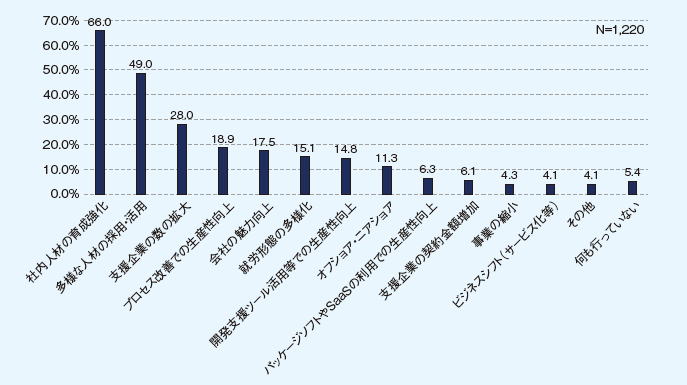 70.0%
60.0%
50.0%
40.0%
30.0%
20.0%
10.0%
0.0%
N=1,220
66.0
49.0
28.0
18.9
17.5
15.1
14.8
11.3
6.3
6.1
4.3
4.1
4.1
5.4
社内人材の育成強化
多様な人材の採用・活用
支援企業の数の拡大
プロセス改善での生産性向上
会社の魅力向上
就労形態の多様化
開発支援ツール活用等での生産性向上
オフショア・ニアショア
パッケージソフトやSaaSの利用での生産性向上
支援企業の契約金額増加
事業の縮小
ビジネスシフト（サービス化等）
その他
何も行っていない